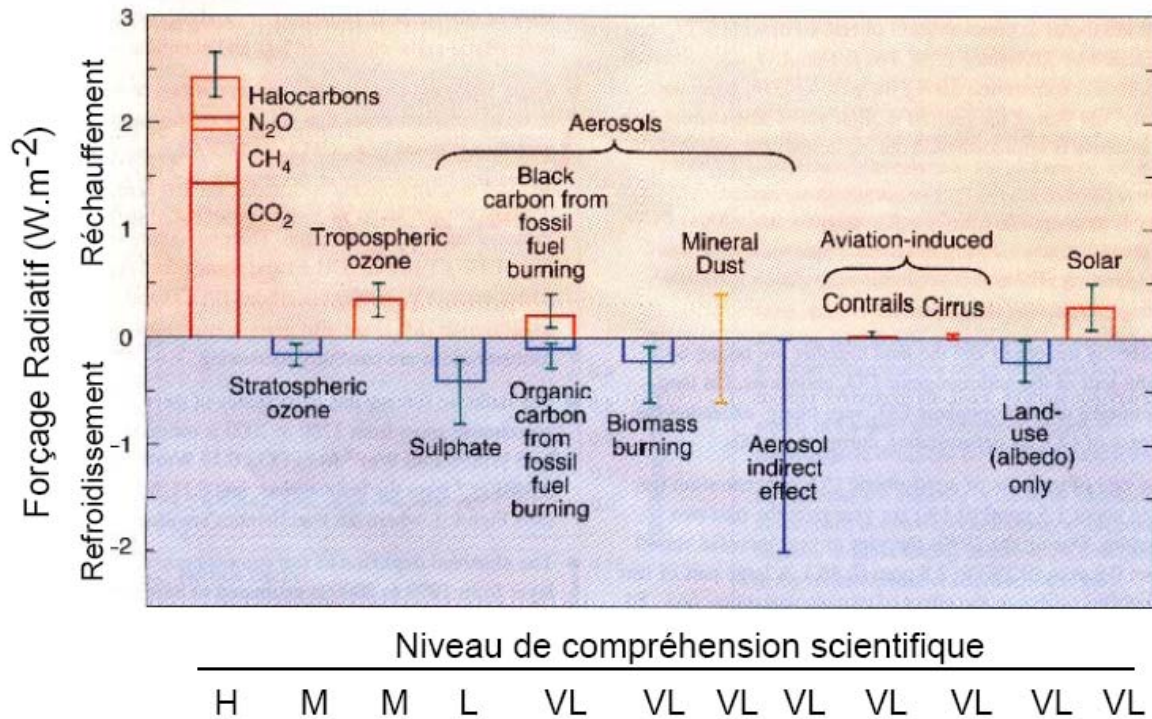 Forçage Radiatif (W.m-2)
Refroidissement
Réchauffement
3
2
1
0
-1
-2
Halocarbons
N2O
CH4
CO2
Stratospheric
ozone
Tropospheric
ozone
Aerosols
Sulphate
Black
carbon from
fossil
fuel
burning
Organic
carbon
from
fossil
fuel
burning
Biomass
burning
Mineral
Dust
Aerosol
indirect
effect
Aviation-induced
Contrails Cirrus
Land-
use
(albedo)
only
Solar
Niveau de compréhension scientifique
H M M L VL VL VL VL VL VL VL VL